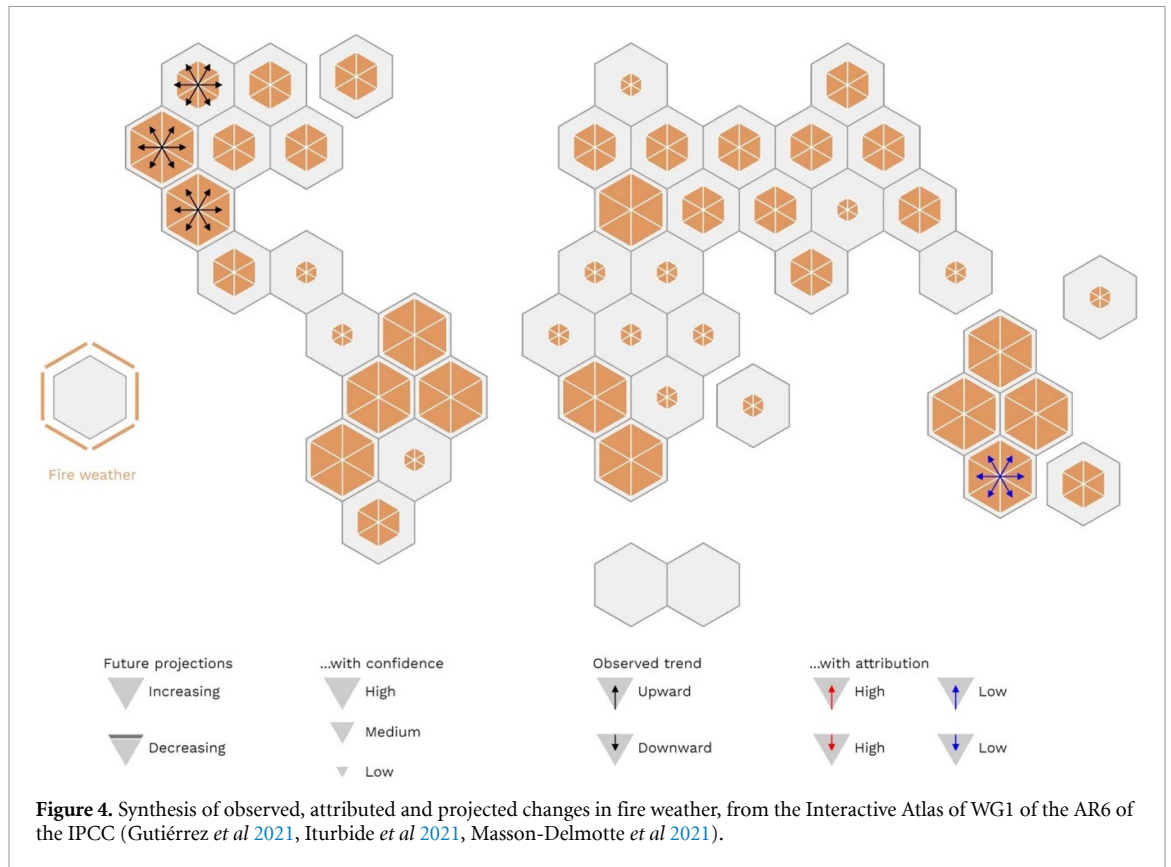 Fire weather
Future projections
Increasing
Decreasing
...with confidence
High
Medium
Low
Observed trend
Upward
Downward
...with attribution
High
Low
High
Low
Figure 4. Synthesis of observed, attributed and projected changes in fire weather, from the Interactive Atlas of WG1 of the AR6 of
the IPCC (Gutiérrez et al 2021, Iturbide et al 2021, Masson-Delmotte et al 2021).